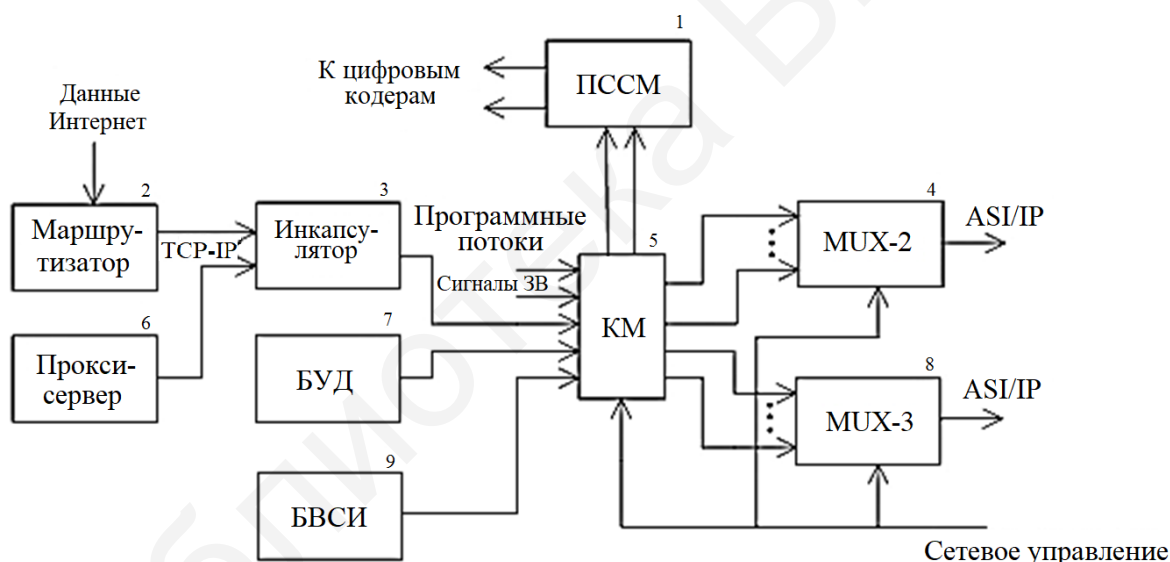 1
К цифровым
кодерам
ПССМ
Данные
Интернет
2
Маршру-
тизатор
TCP-IP
3
Инкапсу-
лятор
Программные
потоки
Сигналы ЗВ
5
КМ
4
MUX-2
ASI/IP
6
Прокси-
сервер
7
БУД
8
MUX-3
ASI/IP
9
БВСИ
Сетевое управление